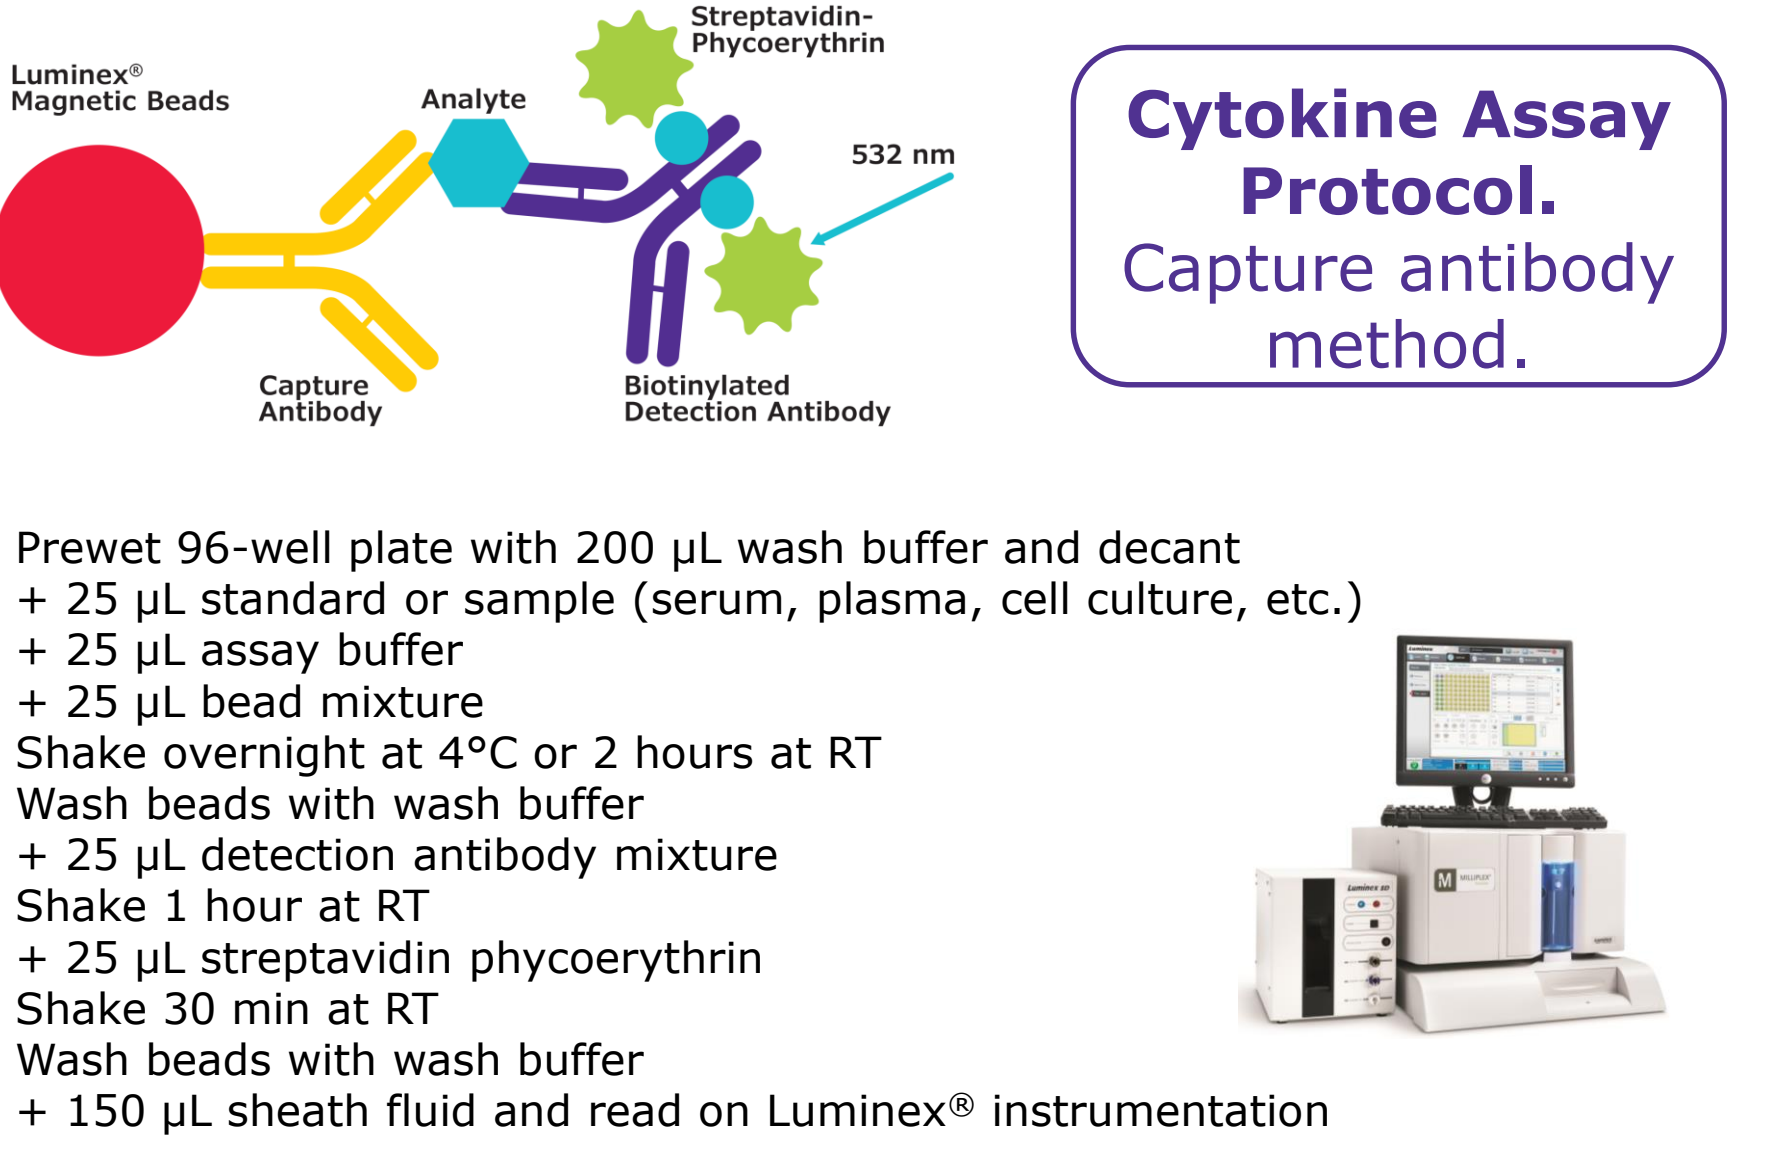 Streptavidin-
Phycoerythrin
Luminex®
Magnetic Beads
Analyte
532 nm
Capture
Antibody
Biotinylated
Detection Antibody
Cytokine Assay
Protocol.
Capture antibody
method.
Prewet 96-well plate with 200 µL wash buffer and decant
+ 25 µL standard or sample (serum, plasma, cell culture, etc.)
+ 25 µL assay buffer
+ 25 µL bead mixture
Shake overnight at 4°C or 2 hours at RT
Wash beads with wash buffer
+ 25 µL detection antibody mixture
Shake 1 hour at RT
+ 25 µL streptavidin phycoerythrin
Shake 30 min at RT
Wash beads with wash buffer
+ 150 µL sheath fluid and read on Luminex® instrumentation
Luminex
Luminex SD
M MILLIPLEX®